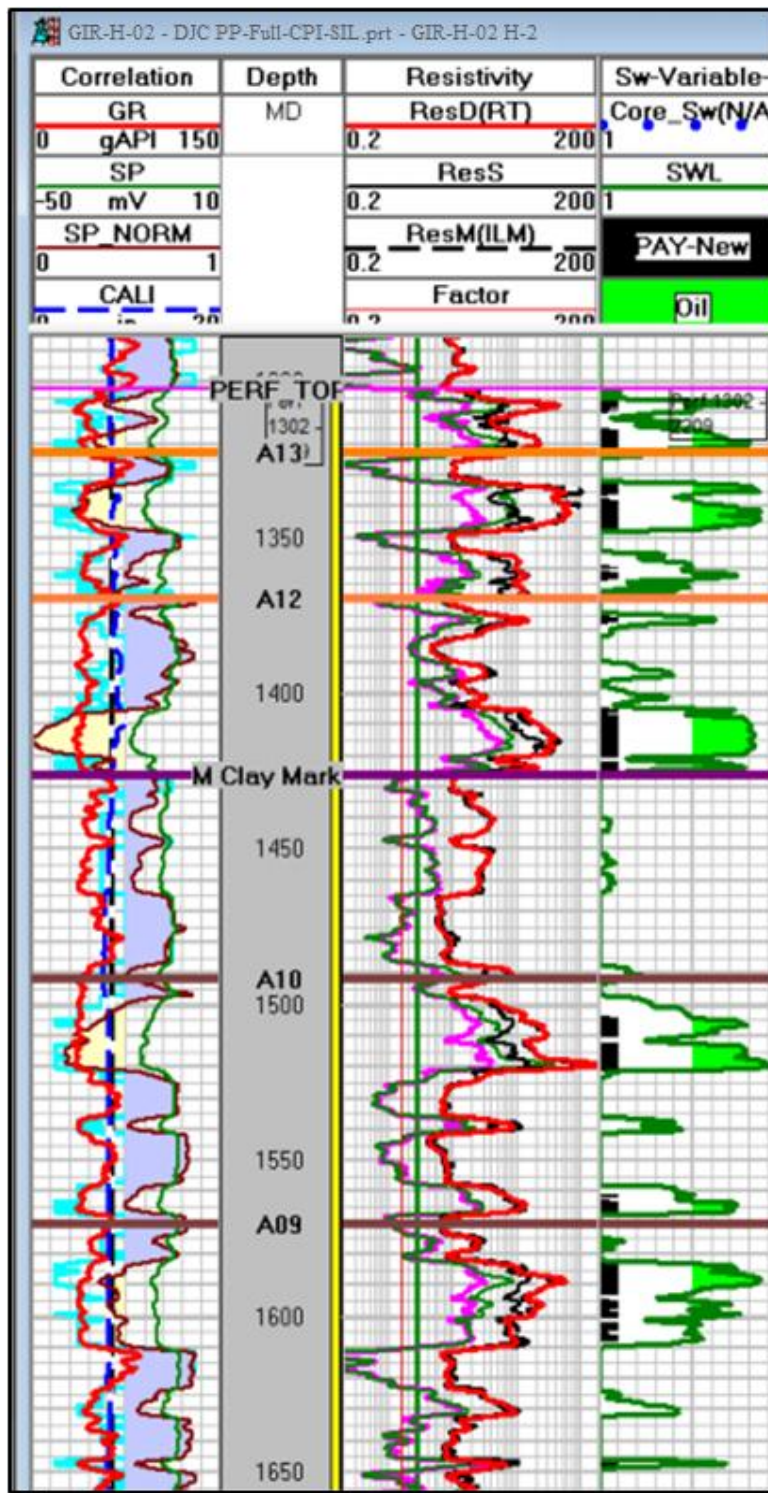 GIR-H-02 - DJC PP-Full-CPI-SIL.prt - GIR-H-02 H-2
Correlation Depth Resistivity Sw-Variable-
GR MD ResD(RT) Core_Sw(N/A
0 gAPI 150 0.2 200 1
SP ResS SWL
-50 mV 10 0.2 200 1
SP_NORM ResM(ILM) PAY-New
0 1 0.2 200
CALI Factor Oil
PERF_TOP
1302 -
A13
1350
A12
1400
M Clay Mark
1450
A10
1500
1550
A09
1600
1650